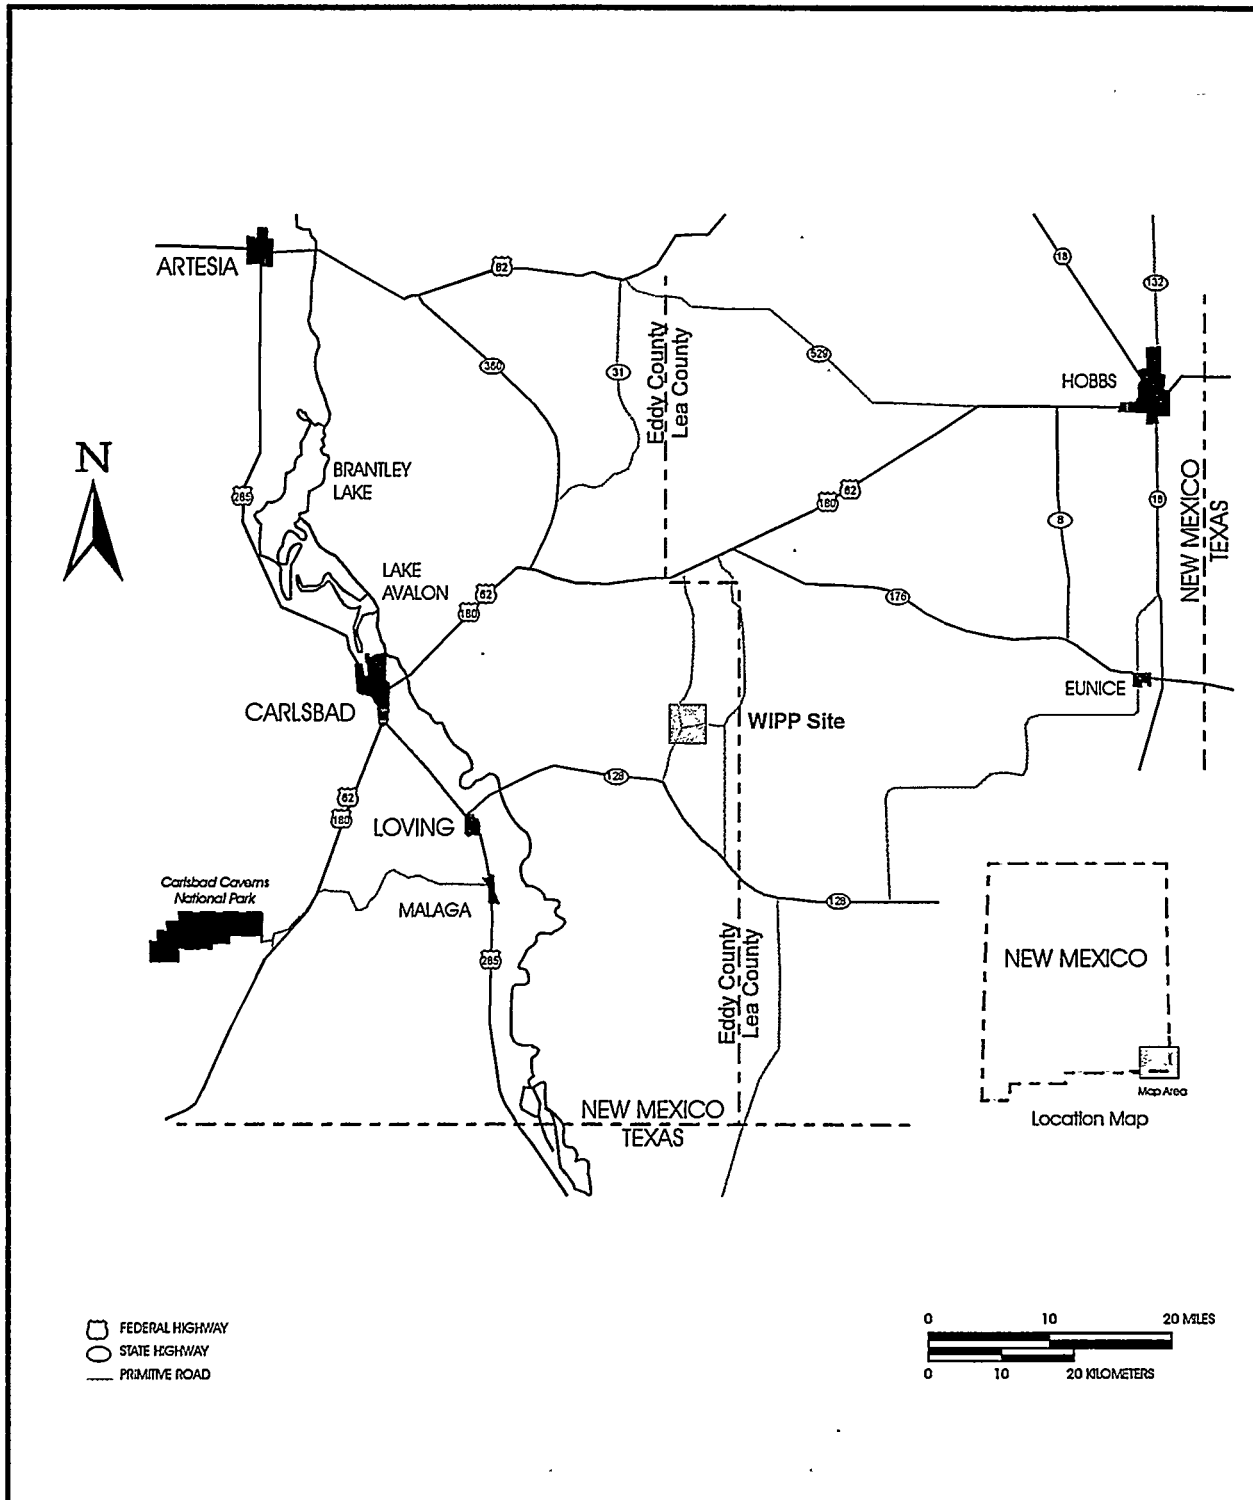 82
18
132
ARTESIA
360
31
529
Eddy County
Lea County
HOBBS
N
BRANTLEY
LAKE
285
62
180
8
18
NEW MEXICO
TEXAS
LAKE
AVALON
62
180
176
EUNICE
CARLSBAD
WIPP Site
128
62
180
LOVING
Carlsbad Caverns
National Park
MALAGA
128
285
Eddy County
Lea County
NEW MEXICO
Map Area
Location Map
NEW MEXICO
TEXAS
FEDERAL HIGHWAY
STATE HIGHWAY
PRIMITIVE ROAD
0 10 20 MILES
0 10 20 KILOMETERS